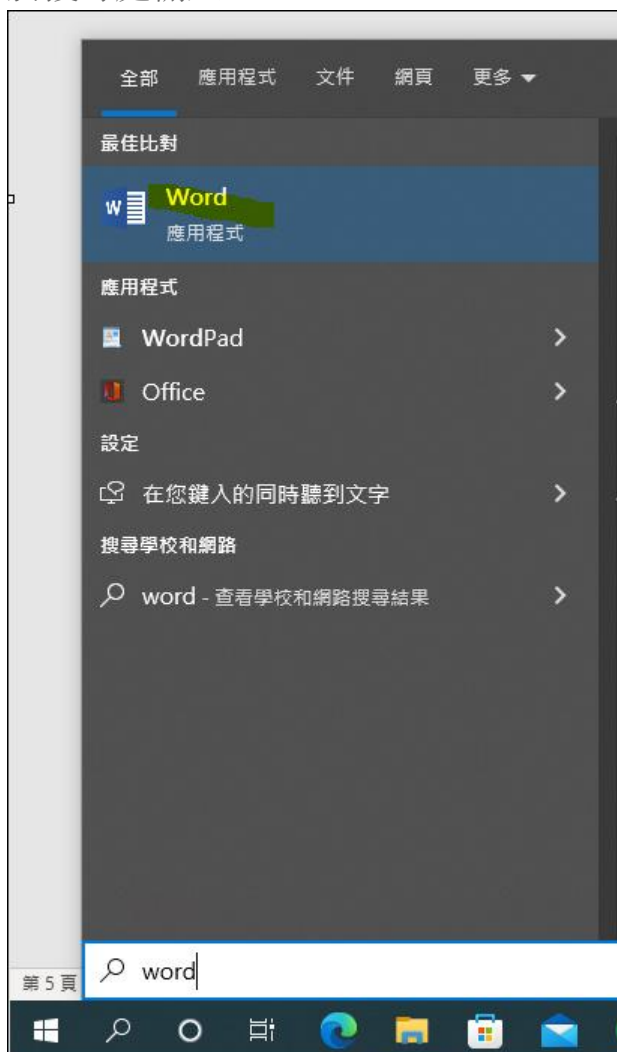 全部 應用程式 文件 網頁 更多
最佳比對
Word
應用程式
應用程式
WordPad
Office
設定
在您鍵入的同時聽到文字
搜尋學校和網路
word - 查看學校和網路搜尋結果
word
第 5 頁